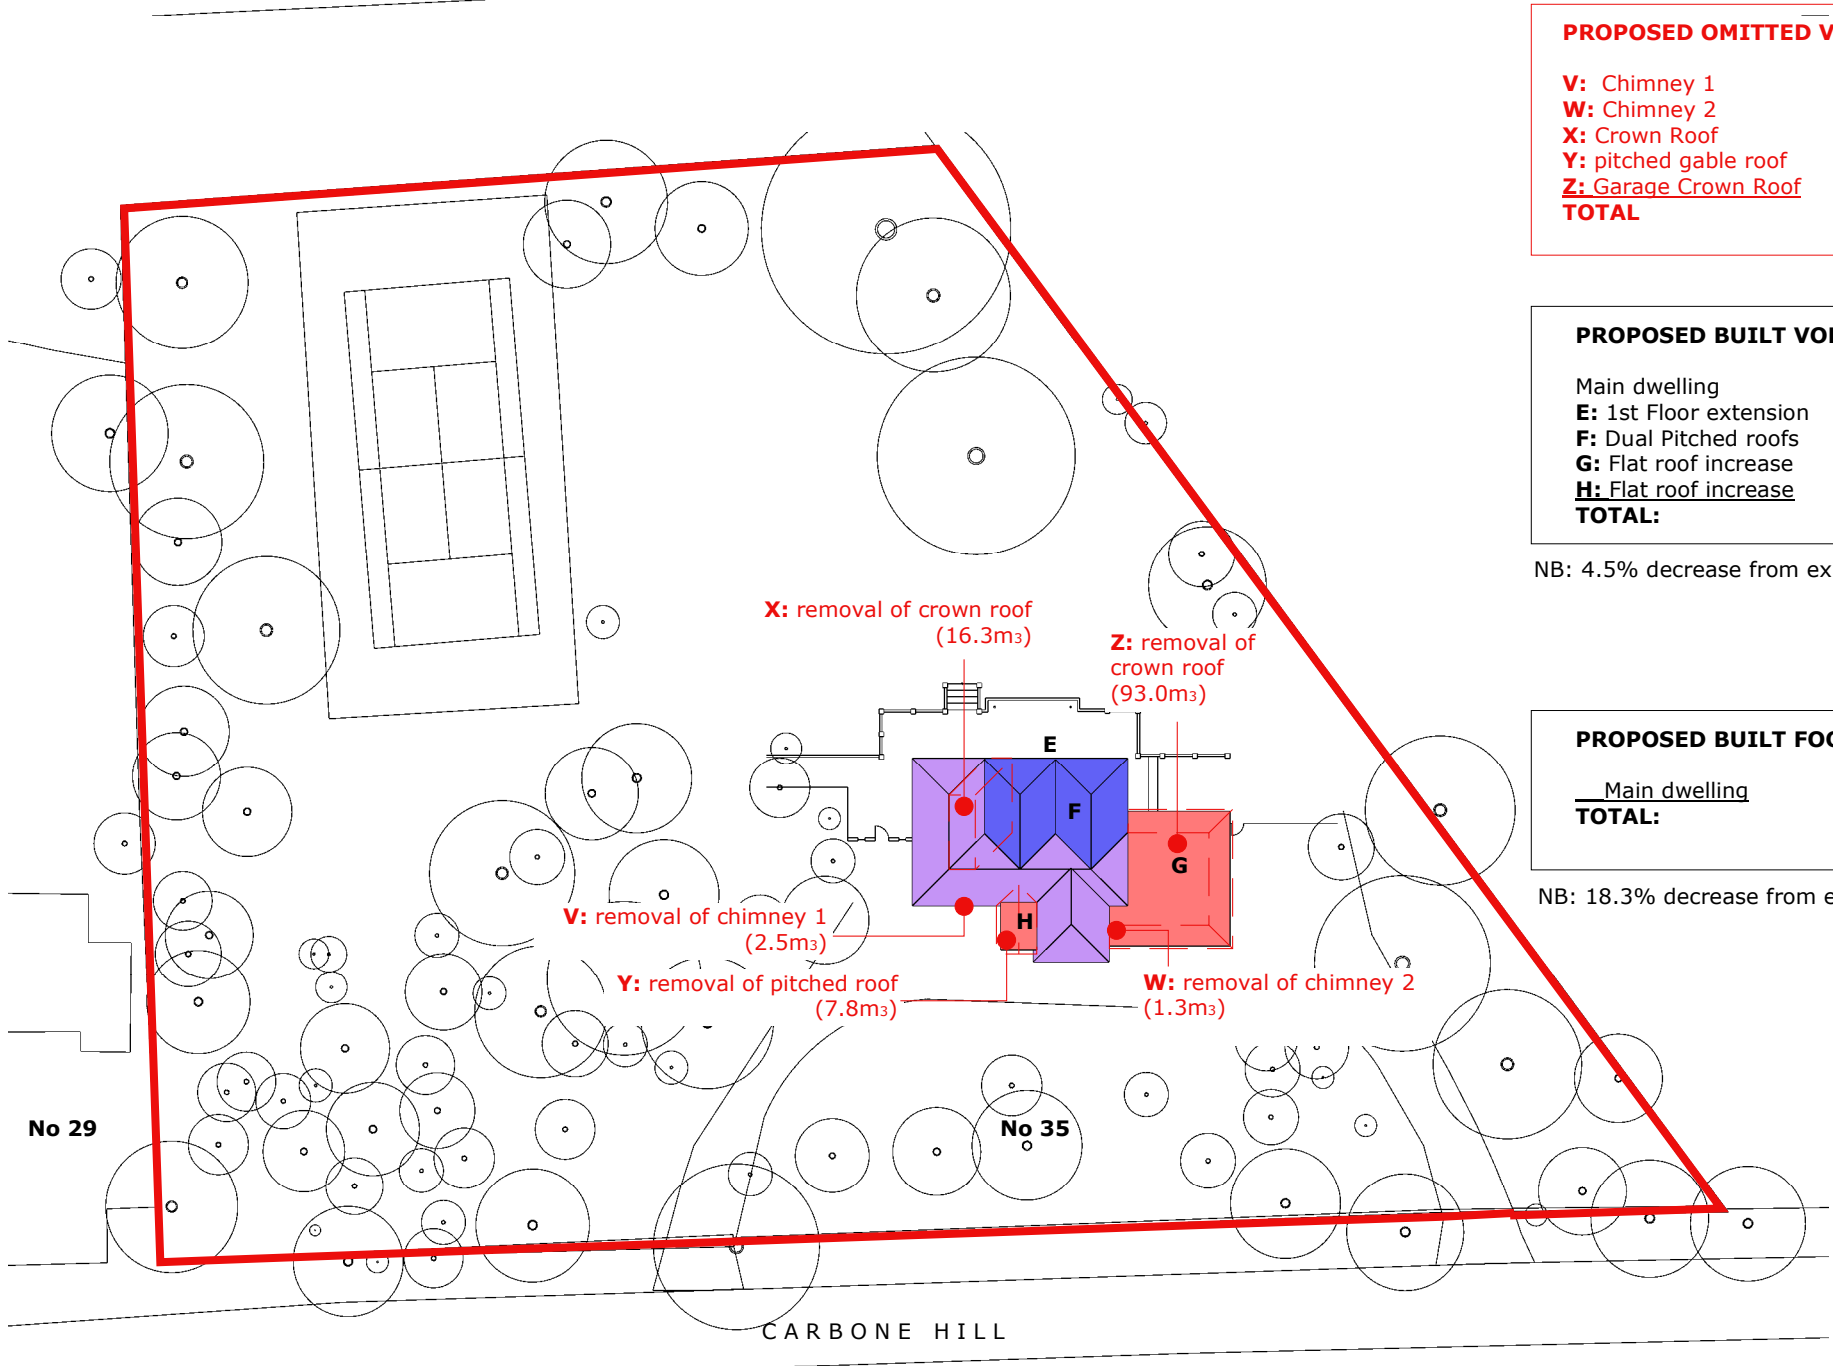 PROPOSED OMITTED V
V: Chimney 1
W: Chimney 2
X: Crown Roof
Y: pitched gable roof
Z: Garage Crown Roof
TOTAL
PROPOSED BUILT VO
Main dwelling
E: 1st Floor extension
F: Dual Pitched roofs
G: Flat roof increase
H: Flat roof increase
TOTAL:
NB: 4.5% decrease from ex
PROPOSED BUILT FOO
Main dwelling
TOTAL:
NB: 18.3% decrease from e
X: removal of crown roof
(16.3m3)
Z: removal of
crown roof
(93.0m3)
E
F
G
H
V: removal of chimney 1
(2.5m3)
Y: removal of pitched roof
(7.8m3)
W: removal of chimney 2
(1.3m3)
No 29
No 35
CARBONE HILL